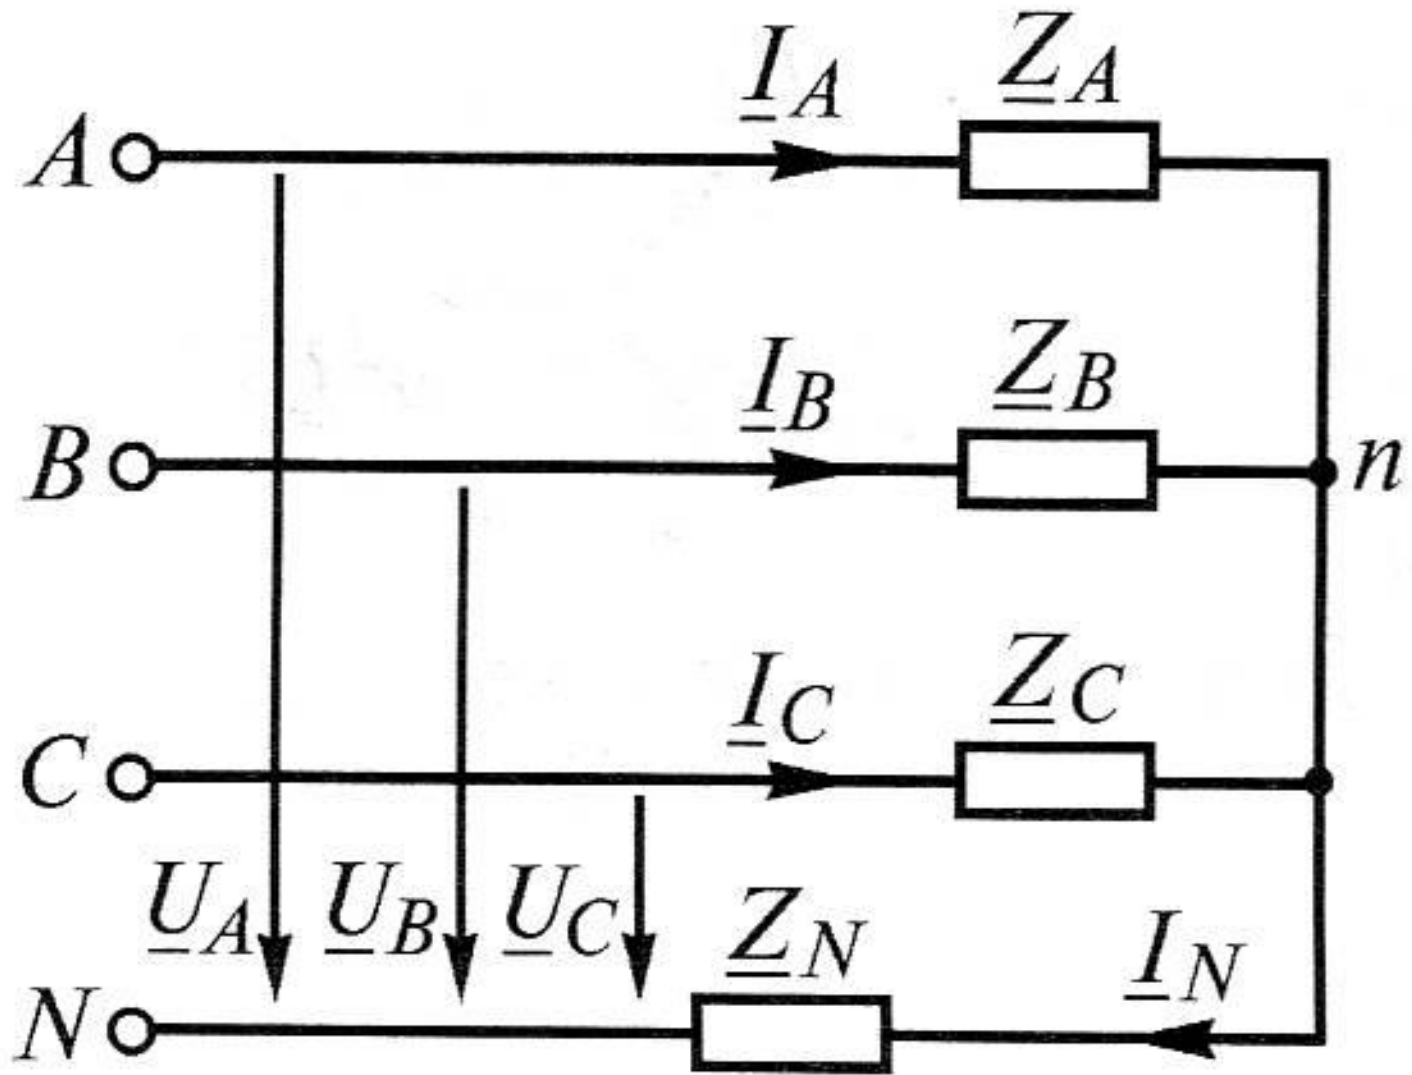 I_A Z_A
A
I_B Z_B
B n
I_C Z_C
C
U_A U_B U_C Z_N I_N
N